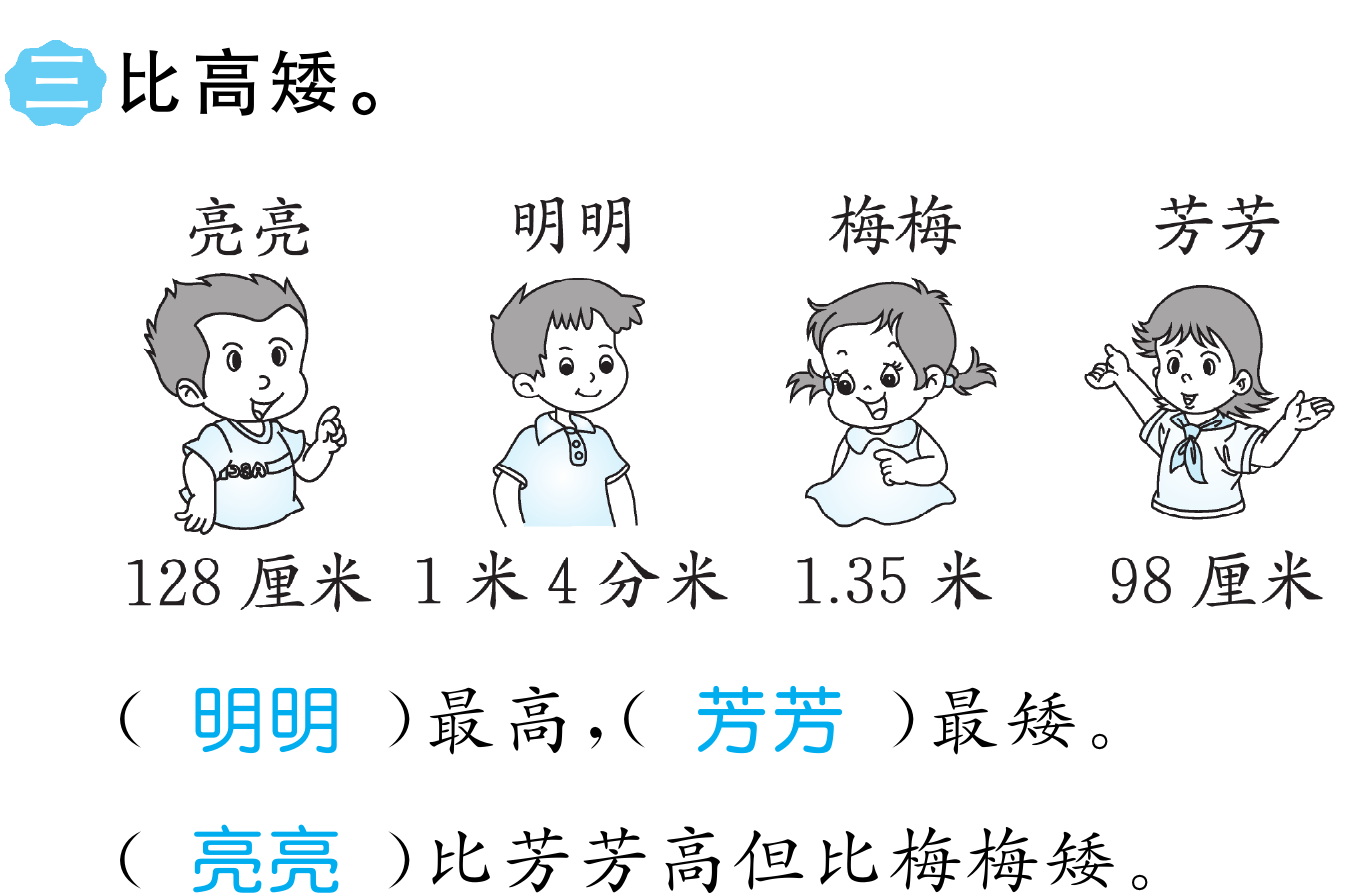 三 比高矮。
亮亮 明明 梅梅 芳芳
128 厘米 1 米 4 分米 1.35 米 98 厘米
( 明明 )最高,( 芳芳 )最矮。
( 亮亮 )比芳芳高但比梅梅矮。